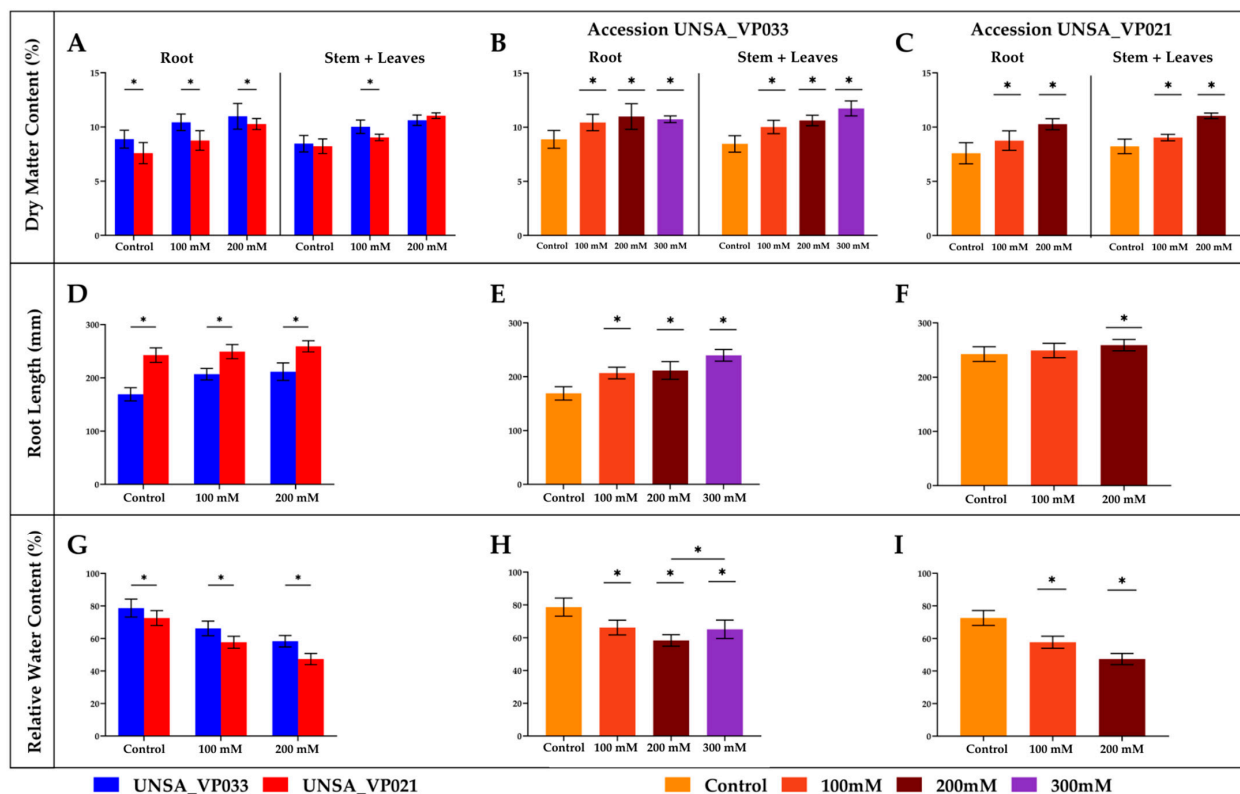 Dry Matter Content (%)
A
Root
Stem + Leaves
* * * *
15
10
5
0
Control 100 mM 200 mM Control 100 mM 200 mM
Accession UNSA_VP033
B
Root
Stem + Leaves
* * * * * *
15
10
5
0
Control 100 mM 200 mM 300 mM Control 100 mM 200 mM 300 mM
Accession UNSA_VP021
C
Root
Stem + Leaves
* * * *
15
10
5
0
Control 100 mM 200 mM Control 100 mM 200 mM
Root Length (mm)
D
* * *
300
200
100
0
Control 100 mM 200 mM
E
* * *
300
200
100
0
Control 100 mM 200 mM 300 mM
F
*
300
200
100
0
Control 100 mM 200 mM
Relative Water Content (%)
G
* * *
100
80
60
40
20
0
Control 100 mM 200 mM
H
*
* * *
100
80
60
40
20
0
Control 100 mM 200 mM 300 mM
I
* *
100
80
60
40
20
0
Control 100 mM 200 mM
UNSA_VP033 UNSA_VP021
Control 100mM 200mM 300mM